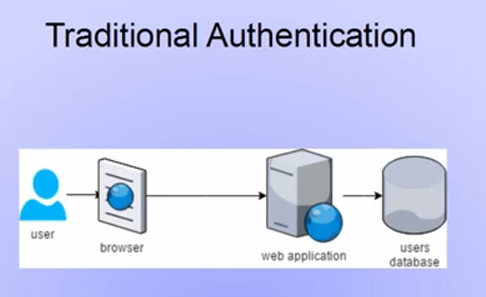 Traditional Authentication
user
browser
web application
users
database